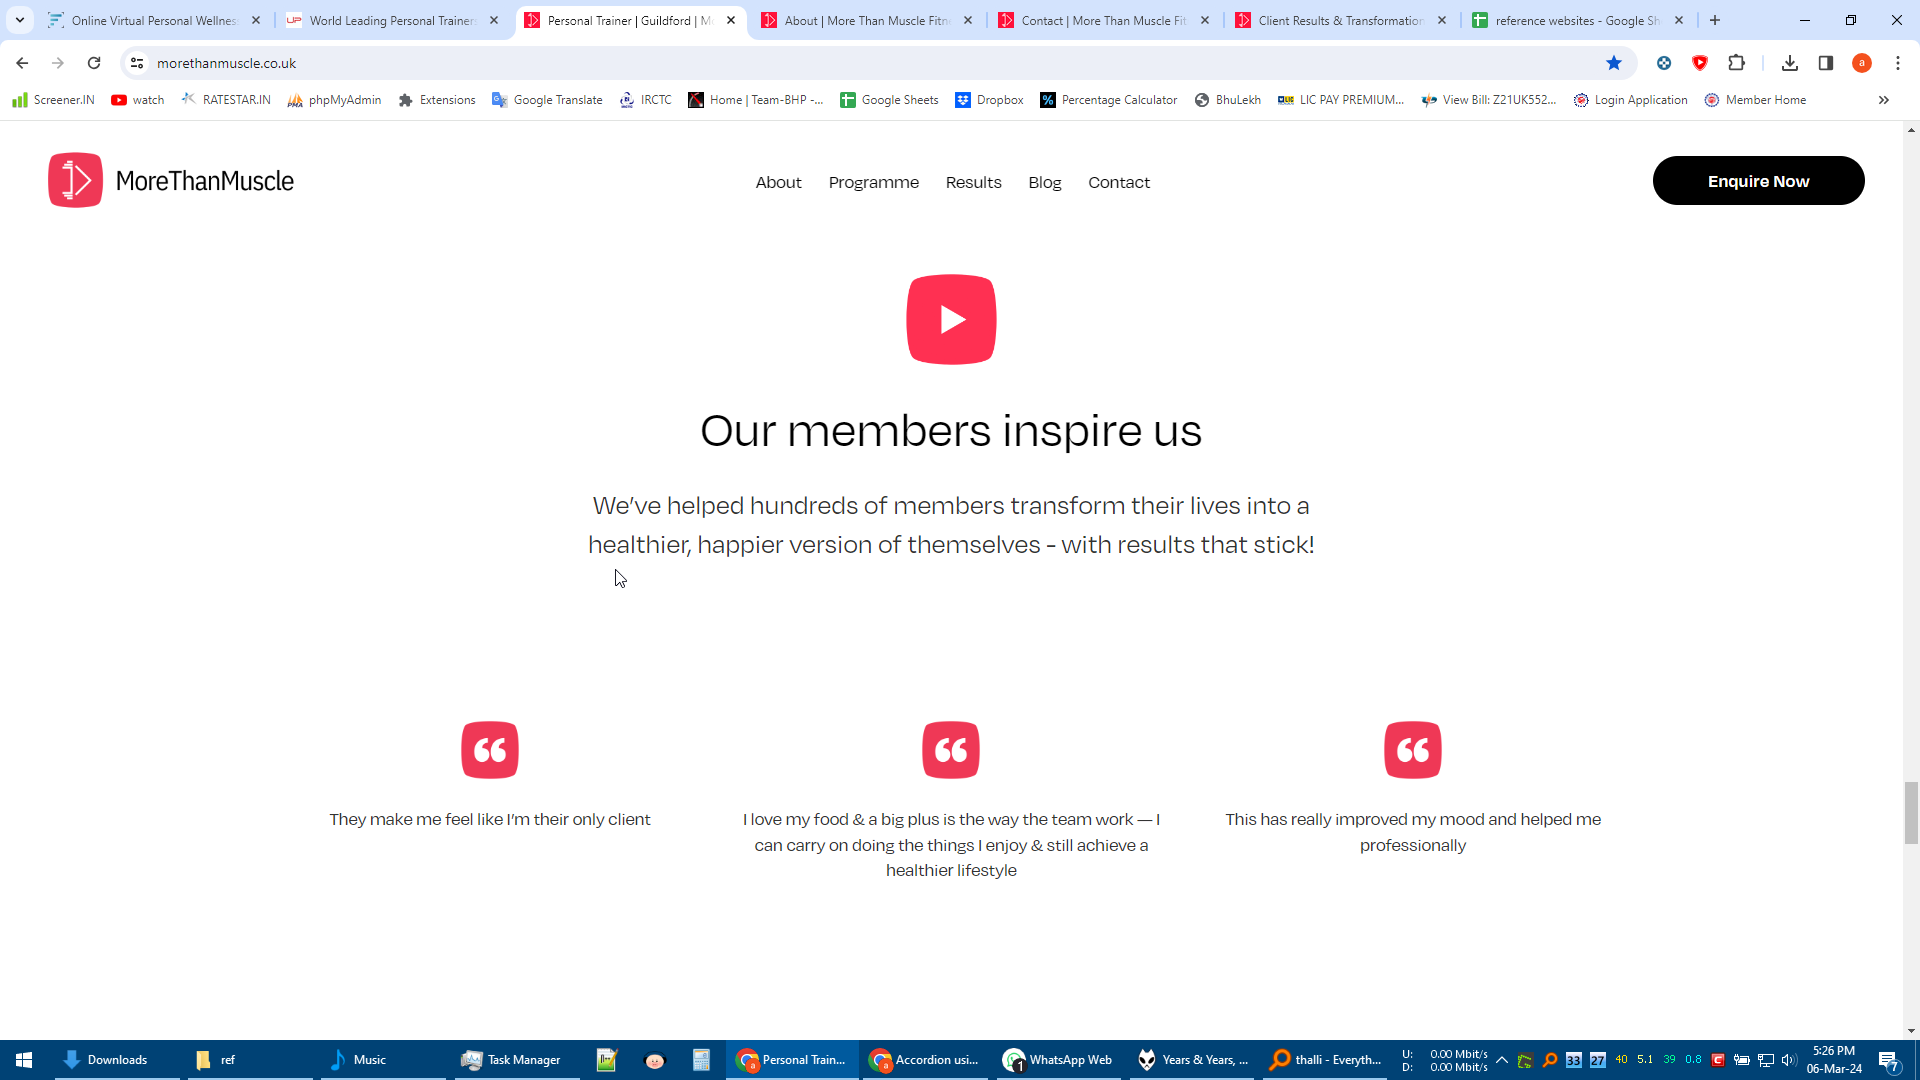 Online Virtual Personal Wellnes
World Leading Personal Trainers
Personal Trainer | Guildford | M
About | More Than Muscle Fitn
Contact | More Than Muscle Fit
Client Results & Transformation
reference websites - Google Sh
morethanmuscle.co.uk
a
Screener.IN
watch
RATESTAR.IN
phpMyAdmin
Extensions
Google Translate
IRCTC
Home | Team-BHP -...
Google Sheets
Dropbox
Percentage Calculator
BhuLekh
LIC PAY PREMIUM...
View Bill: Z21UK552...
Login Application
Member Home
MoreThanMuscle
About
Programme
Results
Blog
Contact
Enquire Now
Our members inspire us
We've helped hundreds of members transform their lives into a
healthier, happier version of themselves - with results that stick!
They make me feel like I'm their only client
I love my food & a big plus is the way the team work — I
can carry on doing the things I enjoy & still achieve a
healthier lifestyle
This has really improved my mood and helped me
professionally
Downloads
ref
Music
Task Manager
Personal Train...
Accordion usi...
WhatsApp Web
Years & Years, ...
thalli - Everyth...
U: 0.00 Mbit/s
D: 0.00 Mbit/s
33
27
40
5.1
39
0.8
5:26 PM
06-Mar-24
7